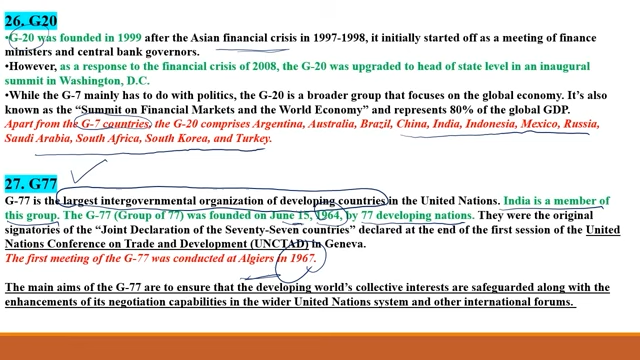 26. G20
•G-20 was founded in 1999 after the Asian financial crisis in 1997-1998, it initially started off as a meeting of finance
ministers and central bank governors.
•However, as a response to the financial crisis of 2008, the G-20 was upgraded to head of state level in an inaugural
summit in Washington, D.C.
•While the G-7 mainly has to do with politics, the G-20 is a broader group that focuses on the global economy. It's also
known as the “Summit on Financial Markets and the World Economy” and represents 80% of the global GDP.
Apart from the G-7 countries, the G-20 comprises Argentina, Australia, Brazil, China, India, Indonesia, Mexico, Russia,
Saudi Arabia, South Africa, South Korea, and Turkey.
27. G77
G-77 is the largest intergovernmental organization of developing countries in the United Nations. India is a member of
this group. The G-77 (Group of 77) was founded on June 15, 1964, by 77 developing nations. They were the original
signatories of the “Joint Declaration of the Seventy-Seven countries” declared at the end of the first session of the United
Nations Conference on Trade and Development (UNCTAD) in Geneva.
The first meeting of the G-77 was conducted at Algiers in 1967.
The main aims of the G-77 are to ensure that the developing world's collective interests are safeguarded along with the
enhancements of its negotiation capabilities in the wider United Nations system and other international forums.